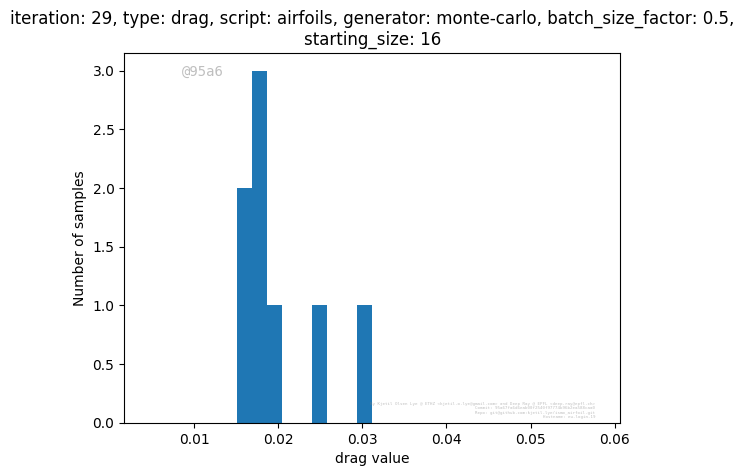 iteration: 29, type: drag, script: airfoils, generator: monte-carlo, batch_size_factor: 0.5,
starting_size: 16
@95a6
3.0
2.5
2.0
1.5
1.0
0.5
0.0
Number of samples
0.01
0.02
0.03
0.04
0.05
0.06
drag value